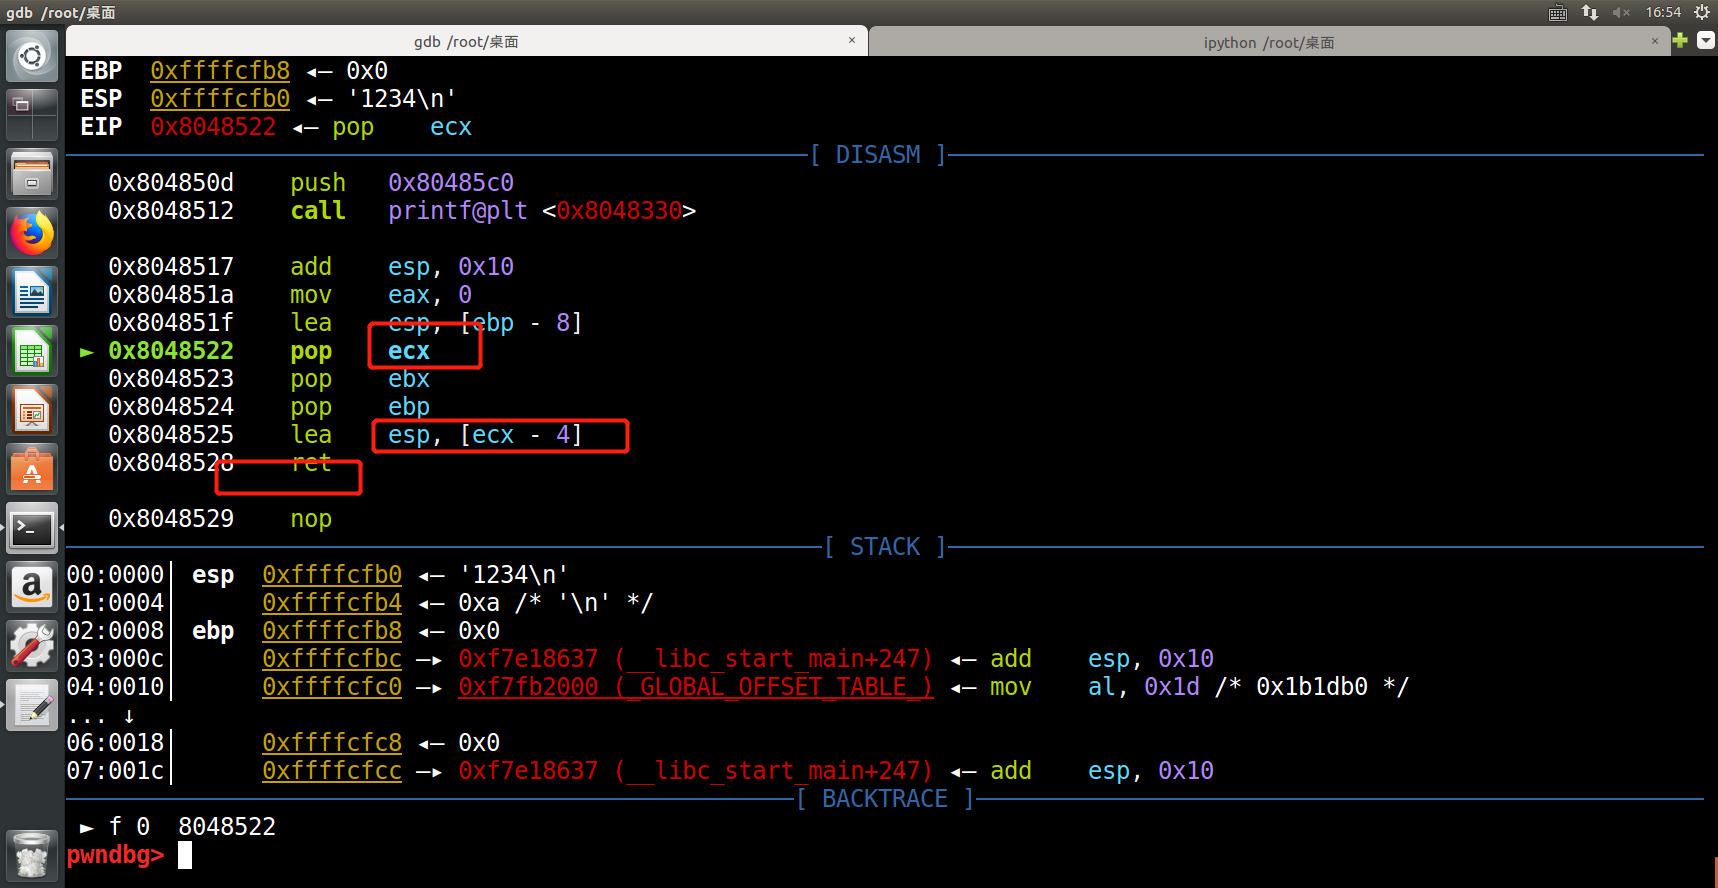 gdb /root/桌面
16:54
gdb /root/桌面 ×
ipython /root/桌面 ×
EBP 0xffffcfb8 ◂— 0x0
ESP 0xffffcfb0 ◂— '1234\n'
EIP 0x8048522 ◂— pop ecx
[ DISASM ]
0x804850d push 0x80485c0
0x8048512 call printf@plt <0x8048330>
0x8048517 add esp, 0x10
0x804851a mov eax, 0
0x804851f lea esp, [ebp - 8]
► 0x8048522 pop ecx
0x8048523 pop ebx
0x8048524 pop ebp
0x8048525 lea esp, [ecx - 4]
0x8048528 ret
0x8048529 nop
[ STACK ]
00:0000│ esp 0xffffcfb0 ◂— '1234\n'
01:0004│ 0xffffcfb4 ◂— 0xa /* '\n' */
02:0008│ ebp 0xffffcfb8 ◂— 0x0
03:000c│ 0xffffcfbc —▸ 0xf7e18637 (__libc_start_main+247) ◂— add esp, 0x10
04:0010│ 0xffffcfc0 —▸ 0xf7fb2000 (_GLOBAL_OFFSET_TABLE_) ◂— mov al, 0x1d /* 0x1b1db0 */
... ↓
06:0018│ 0xffffcfc8 ◂— 0x0
07:001c│ 0xffffcfcc —▸ 0xf7e18637 (__libc_start_main+247) ◂— add esp, 0x10
[ BACKTRACE ]
► f 0 8048522
pwndbg>